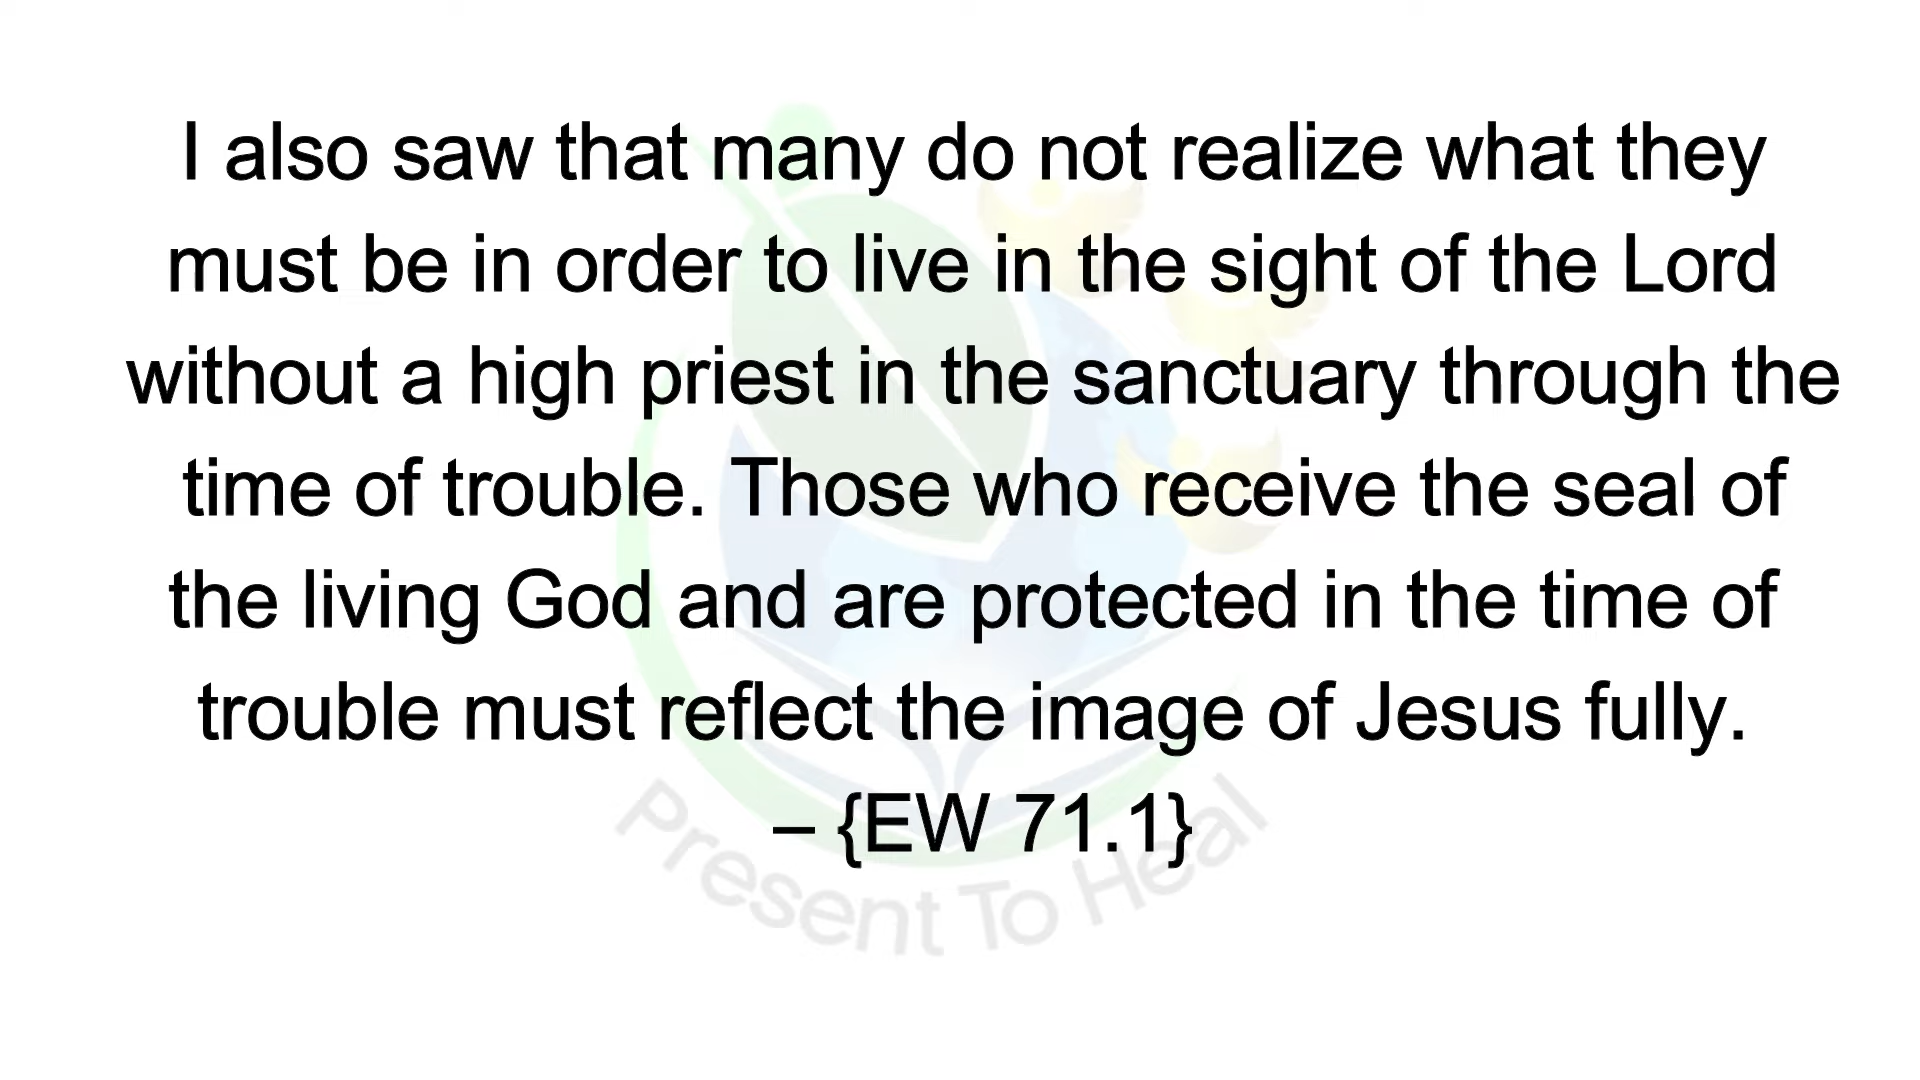 I also saw that many do not realize what they
must be in order to live in the sight of the Lord
without a high priest in the sanctuary through the
time of trouble. Those who receive the seal of
the living God and are protected in the time of
trouble must reflect the image of Jesus fully.
– {EW 71.1}
Present To Heal